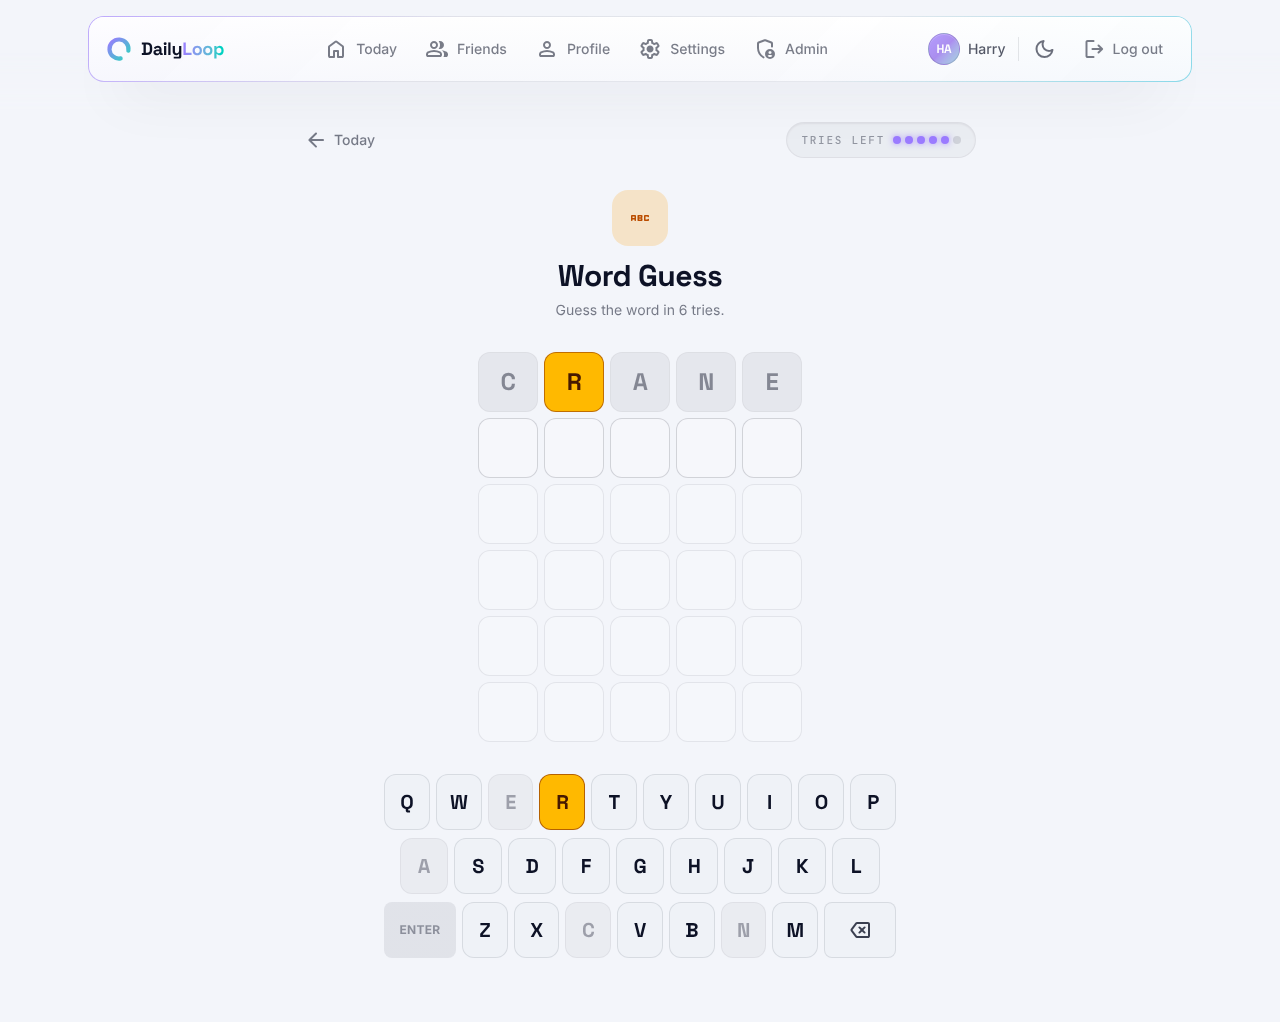 DailyLoop Today Friends Profile Settings Admin HA Harry Log out
Today TRIES LEFT
ABC
Word Guess
Guess the word in 6 tries.
C R A N E
Q W E R T Y U I O P
A S D F G H J K L
ENTER Z X C V B N M